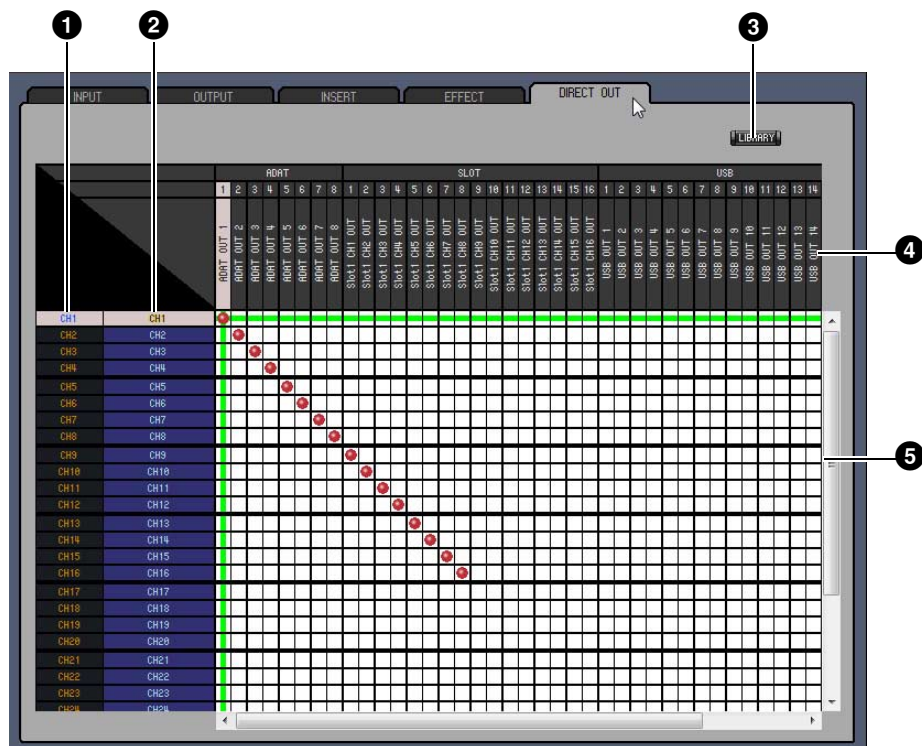 1 2 3
INPUT OUTPUT INSERT EFFECT DIRECT OUT
LIBRARY
ADAT SLOT USB
1 2 3 4 5 6 7 8 1 2 3 4 5 6 7 8 9 10 11 12 13 14 15 16 1 2 3 4 5 6 7 8 9 10 11 12 13 14
ADAT OUT 1
ADAT OUT 2
ADAT OUT 3
ADAT OUT 4
ADAT OUT 5
ADAT OUT 6
ADAT OUT 7
ADAT OUT 8
Slot1 CH1 OUT
Slot1 CH2 OUT
Slot1 CH3 OUT
Slot1 CH4 OUT
Slot1 CH5 OUT
Slot1 CH6 OUT
Slot1 CH7 OUT
Slot1 CH8 OUT
Slot1 CH9 OUT
Slot1 CH10 OUT
Slot1 CH11 OUT
Slot1 CH12 OUT
Slot1 CH13 OUT
Slot1 CH14 OUT
Slot1 CH15 OUT
Slot1 CH16 OUT
USB OUT 1
USB OUT 2
USB OUT 3
USB OUT 4
USB OUT 5
USB OUT 6
USB OUT 7
USB OUT 8
USB OUT 9
USB OUT 10
USB OUT 11
USB OUT 12
USB OUT 13
USB OUT 14
4
CH1 CH1
CH2 CH2
CH3 CH3
CH4 CH4
CH5 CH5
CH6 CH6
CH7 CH7
CH8 CH8
CH9 CH9
5
CH10 CH10
CH11 CH11
CH12 CH12
CH13 CH13
CH14 CH14
CH15 CH15
CH16 CH16
CH17 CH17
CH18 CH18
CH19 CH19
CH20 CH20
CH21 CH21
CH22 CH22
CH23 CH23
CH24 CH24